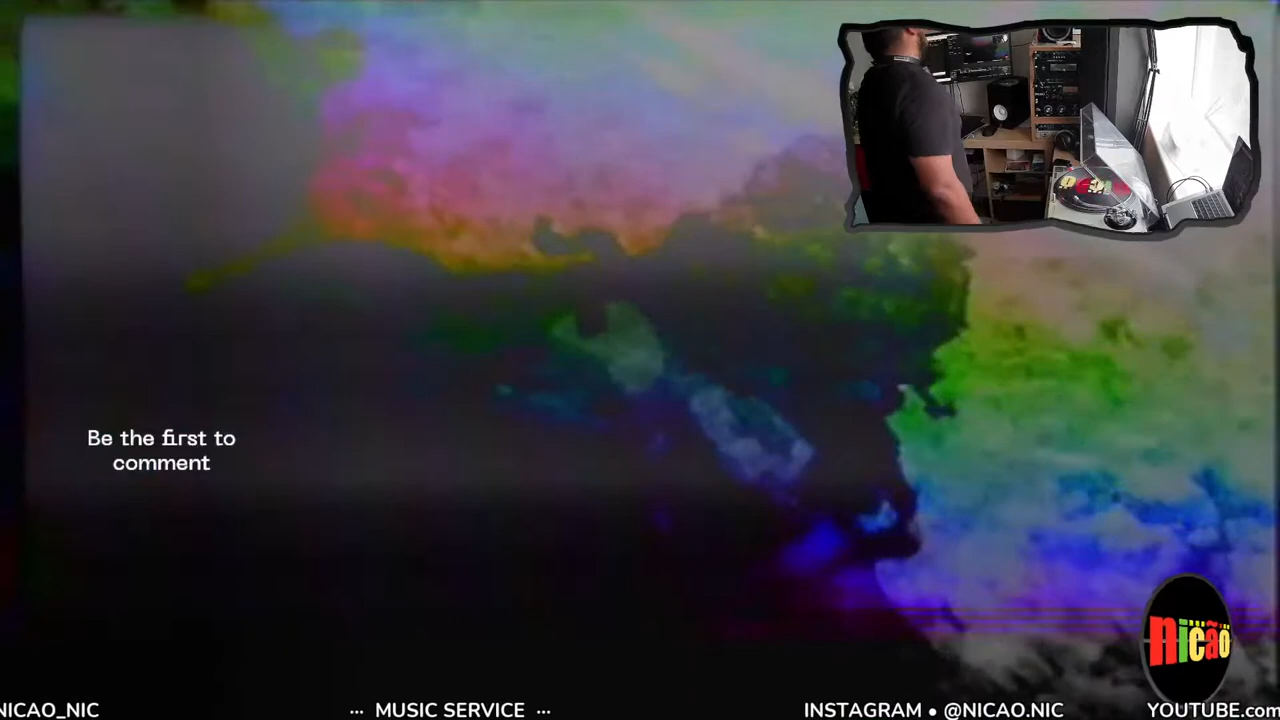 Be the first to
comment
nicão
NICAO_NIC ··· MUSIC SERVICE ··· INSTAGRAM • @NICAO.NIC YOUTUBE.com